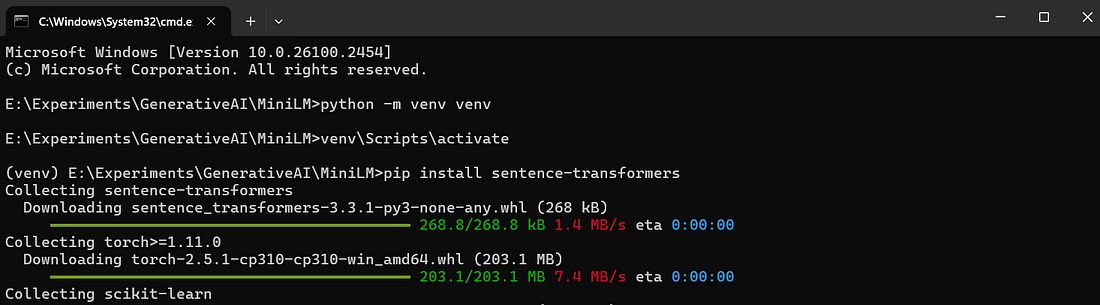 C:\Windows\System32\cmd.e
Microsoft Windows [Version 10.0.26100.2454]
(c) Microsoft Corporation. All rights reserved.
E:\Experiments\GenerativeAI\MiniLM>python -m venv venv
E:\Experiments\GenerativeAI\MiniLM>venv\Scripts\activate
(venv) E:\Experiments\GenerativeAI\MiniLM>pip install sentence-transformers
Collecting sentence-transformers
Downloading sentence_transformers-3.3.1-py3-none-any.whl (268 kB)
268.8/268.8 kB 1.4 MB/s eta 0:00:00
Collecting torch>=1.11.0
Downloading torch-2.5.1-cp310-cp310-win_amd64.whl (203.1 MB)
203.1/203.1 MB 7.4 MB/s eta 0:00:00
Collecting scikit-learn